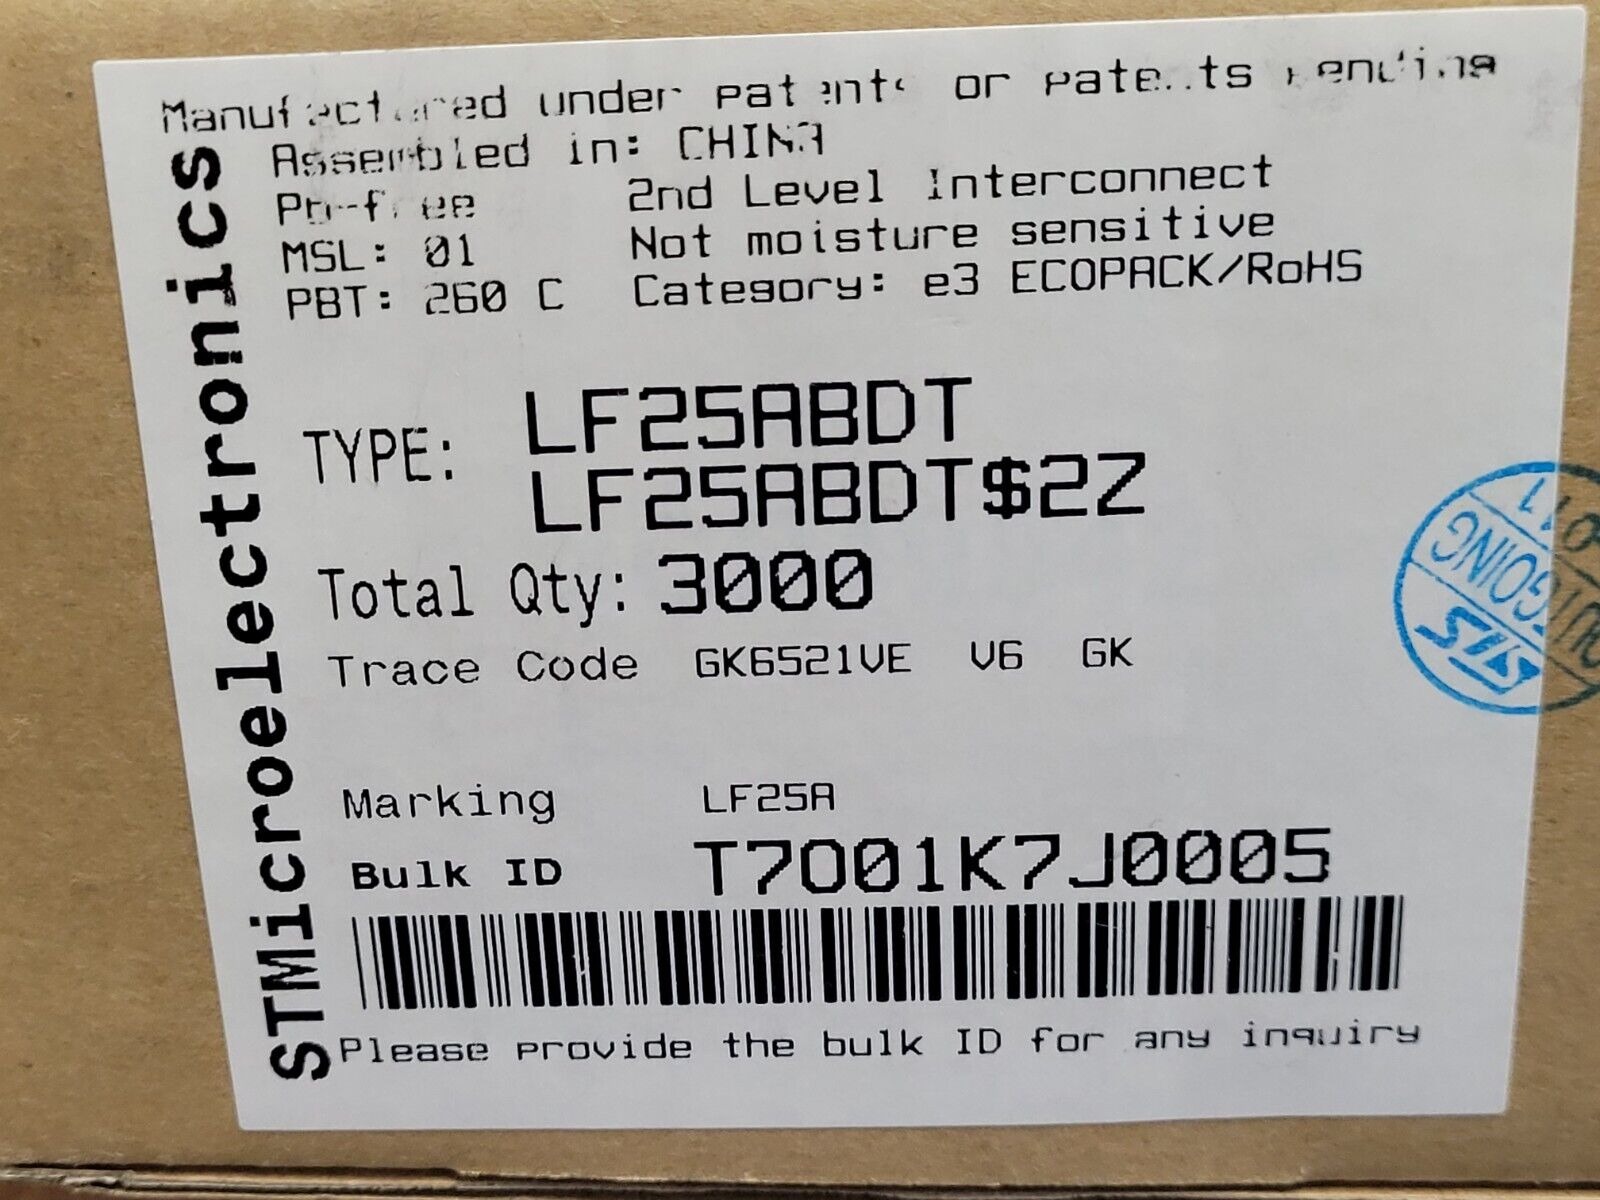 Manufactured under patents or patents pending
Assembled in: CHINA
Pb-free 2nd Level Interconnect
MSL: 01 Not moisture sensitive
PBT: 260 C Category: e3 ECOPACK/RoHS
STMicroelectronics
TYPE: LF25ABDT
LF25ABDT$2Z
Total Qty: 3000
Trace Code GK6521VE V6 GK
Marking LF25A
Bulk ID T7001K7J0005
Please provide the bulk ID for any inquiry
STS
GOING